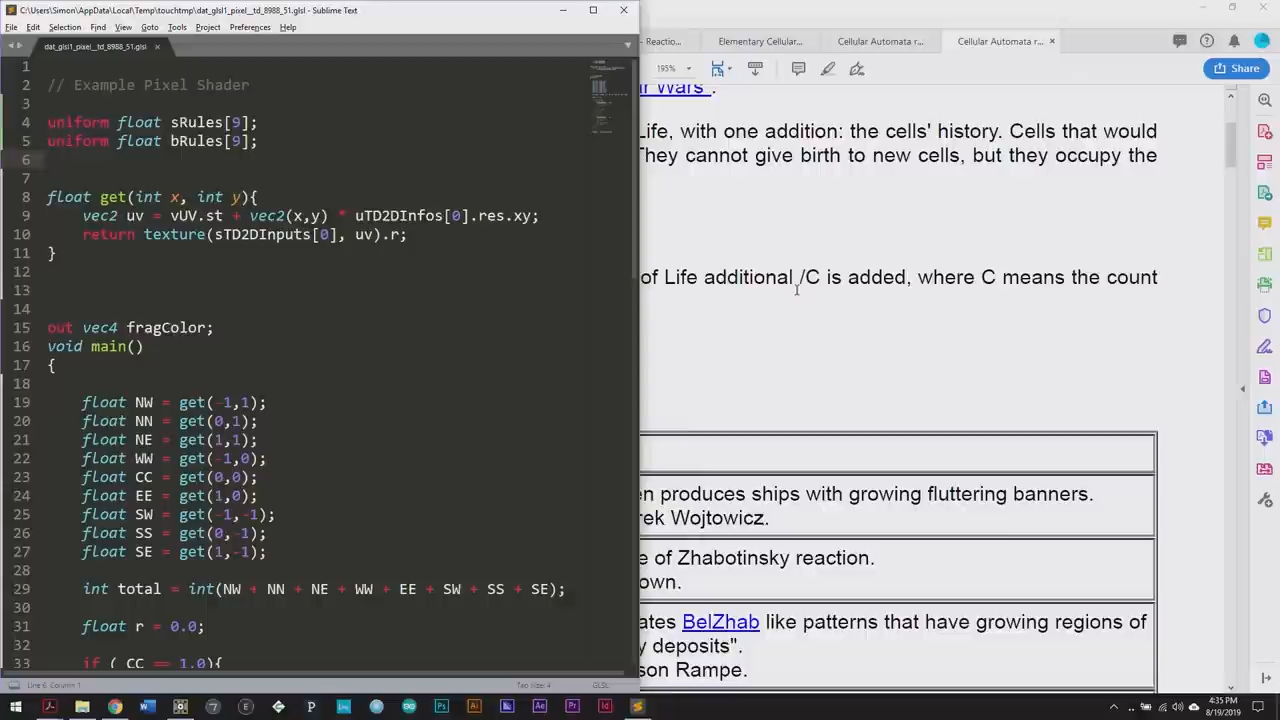 C:\Users\Simon\AppData\Local\Temp\touchtmp\dat_glsl1_pixel__td_8988_51.glsl - Sublime Text
File Edit Selection Find View Goto Tools Project Preferences Help
dat_glsl1_pixel__td_8988_51.glsl ×
1
2 // Example Pixel Shader
3
4 uniform float sRules[9];
5 uniform float bRules[9];
6
7
8 float get(int x, int y){
9 vec2 uv = vUV.st + vec2(x,y) * uTD2DInfos[0].res.xy;
10 return texture(sTD2DInputs[0], uv).r;
11 }
12
13
14
15 out vec4 fragColor;
16 void main()
17 {
18
19 float NW = get(-1,1);
20 float NN = get(0,1);
21 float NE = get(1,1);
22 float WW = get(-1,0);
23 float CC = get(0,0);
24 float EE = get(1,0);
25 float SW = get(-1,-1);
26 float SS = get(0,-1);
27 float SE = get(1,-1);
28
29 int total = int(NW + NN + NE + WW + EE + SW + SS + SE);
30
31 float r = 0.0;
32
33 if ( CC == 1.0){
Line 6, Column 1
Tab Size: 4
GLSL
- Reactio...
Elementary Cellular...
Cellular Automata r...
Cellular Automata r... ×
195%
Share
r Wars".
Life, with one addition: the cells' history. Cells that would
They cannot give birth to new cells, but they occupy the
of Life additional /C is added, where C means the count
en produces ships with growing fluttering banners.
rek Wojtowicz.
e of Zhabotinsky reaction.
own.
ates BelZhab like patterns that have growing regions of
y deposits".
son Rampe.
4:35 PM
8/19/2019